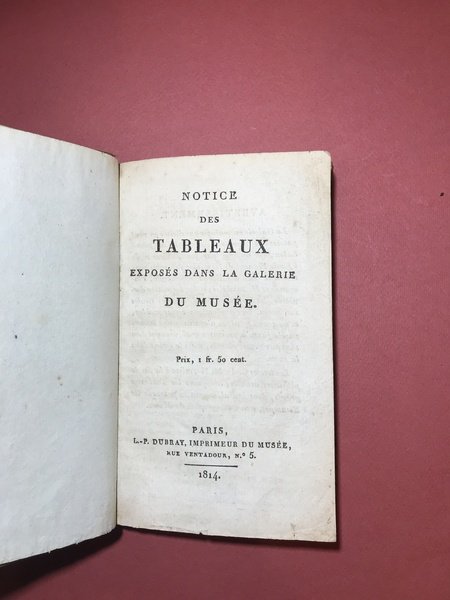 NOTICE
DES
TABLEAUX
EXPOSÉS DANS LA GALERIE
DU MUSÉE.
Prix, 1 fr. 50 cent.
PARIS,
L.-P. DUBRAY, IMPRIMEUR DU MUSÉE,
RUE VENTADOUR, N.º 5.
1814.